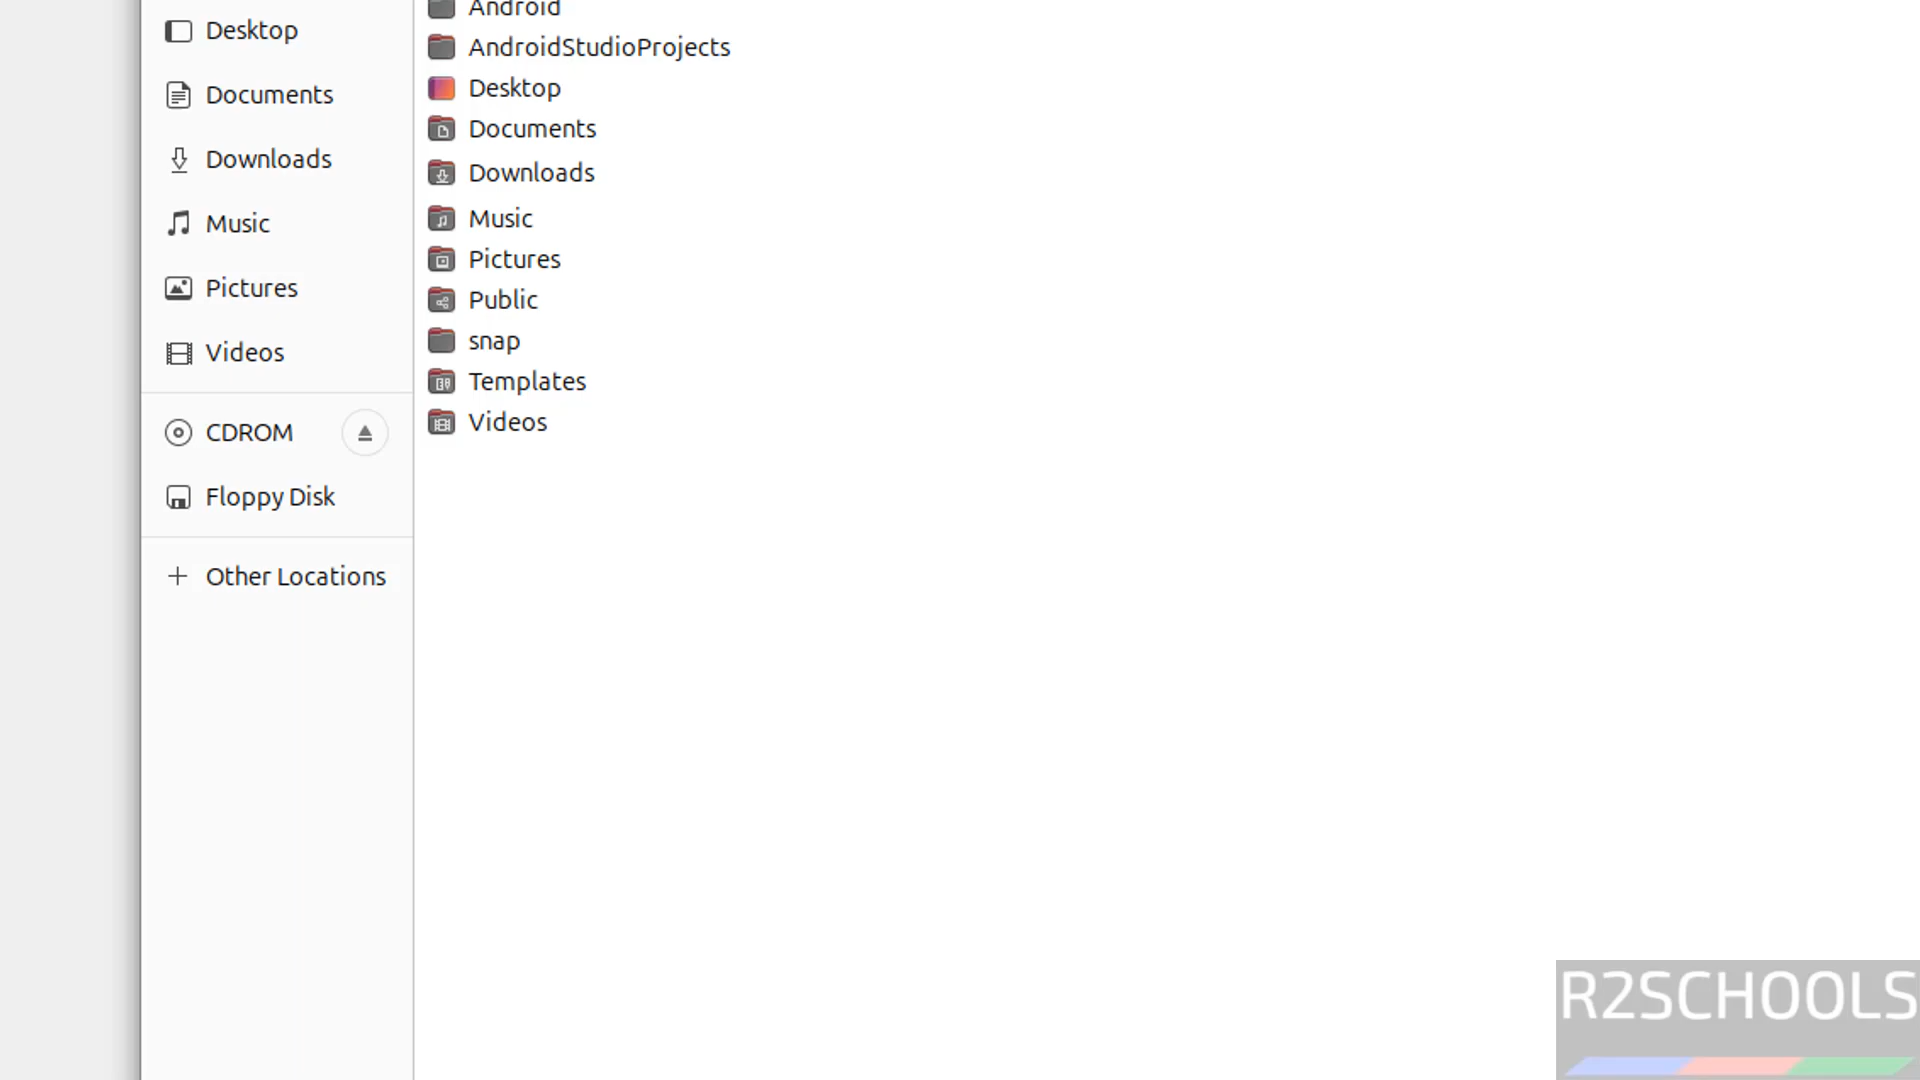 Desktop
Documents
Downloads
Music
Pictures
Videos
CDROM
Floppy Disk
Other Locations
Android
AndroidStudioProjects
Desktop
Documents
Downloads
Music
Pictures
Public
snap
Templates
Videos
R2SCHOOLS